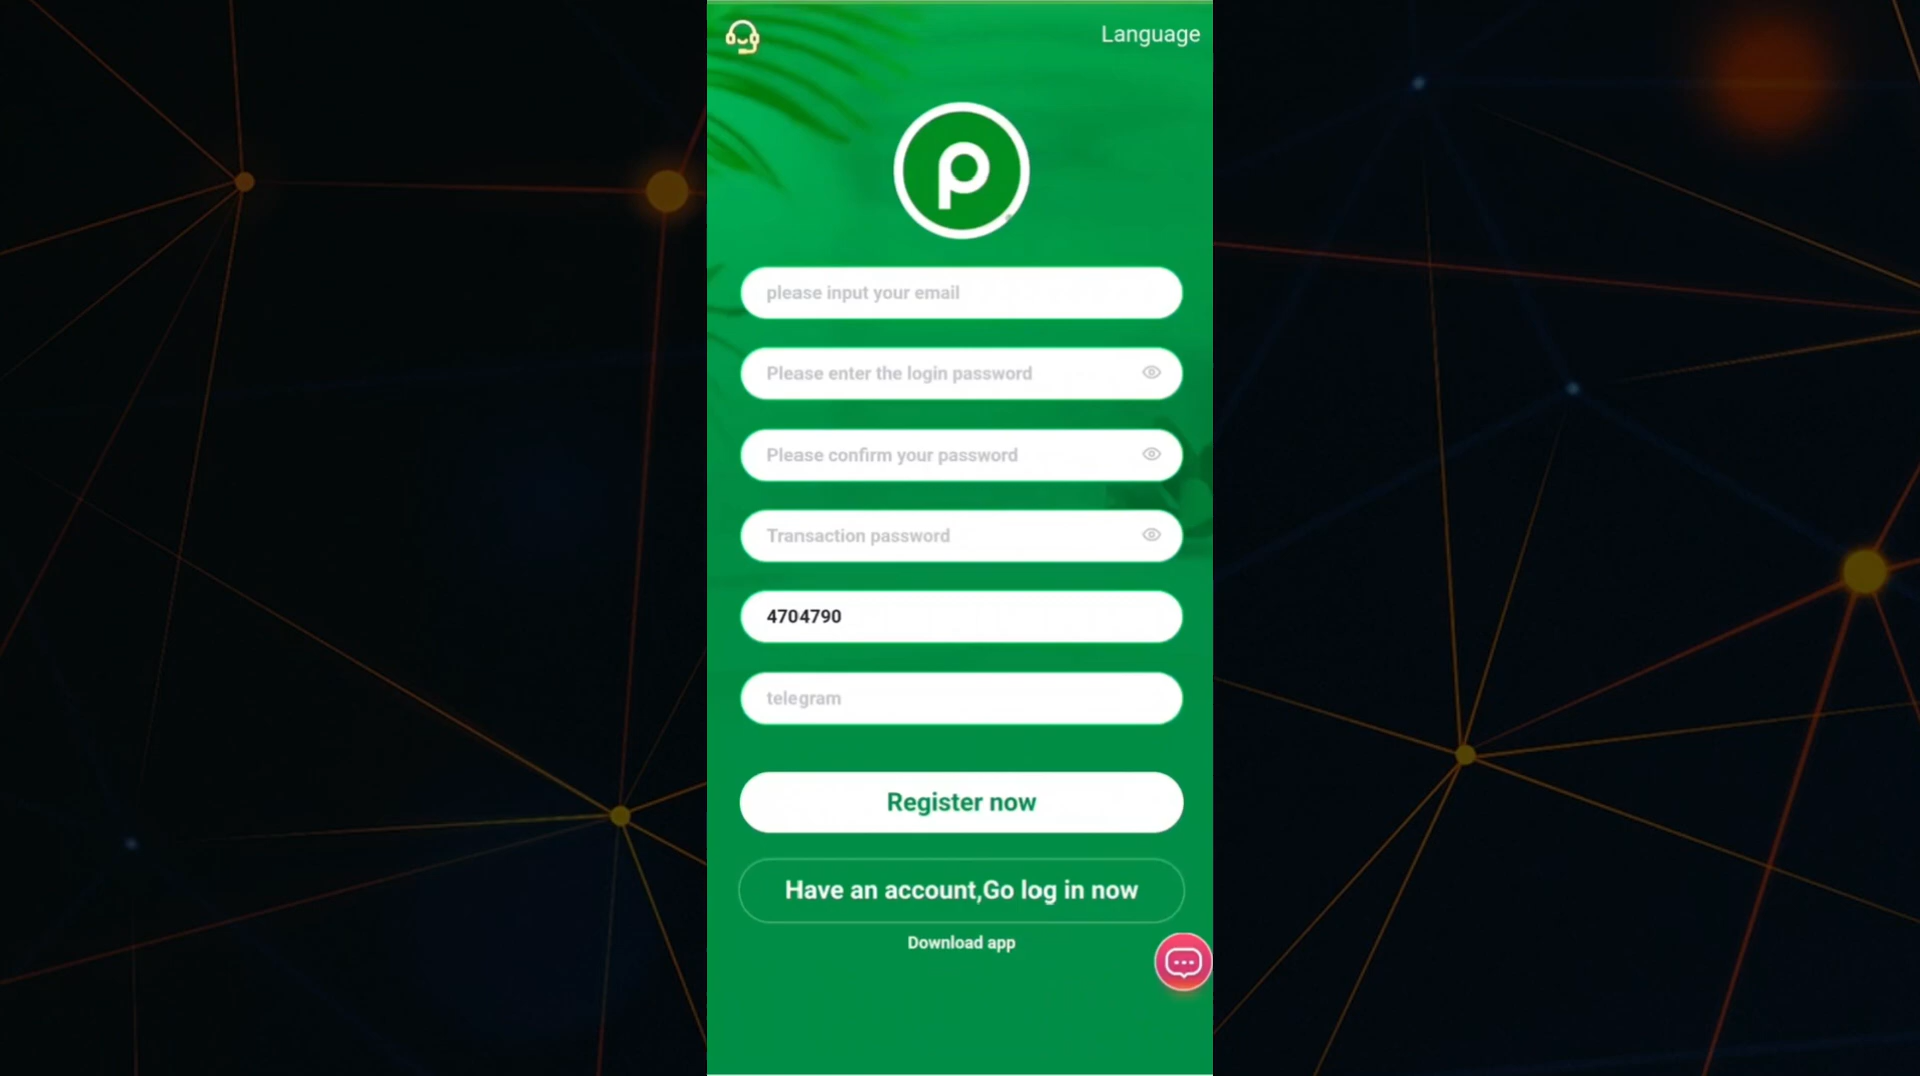 Language
P
please input your email
Please enter the login password
Please confirm your password
Transaction password
4704790
telegram
Register now
Have an account,Go log in now
Download app